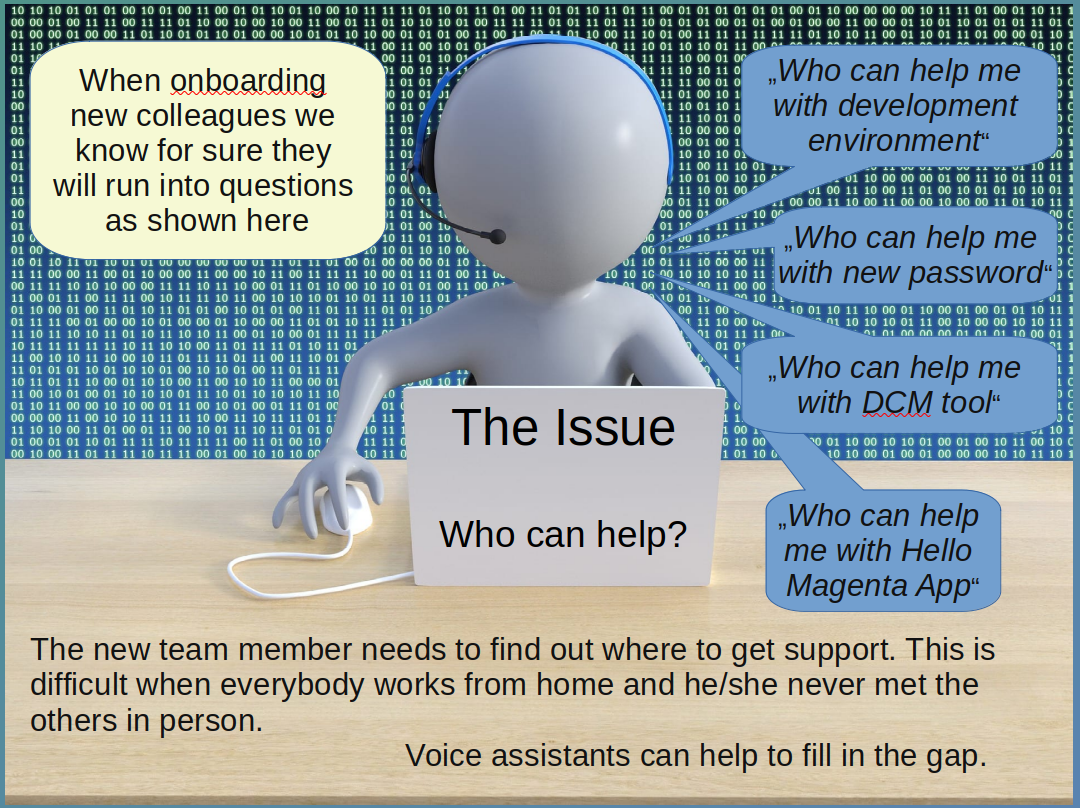 When onboarding
new colleagues we
know for sure they
will run into questions
as shown here
„Who can help me
with development
environment“
„Who can help me
with new password“
„Who can help me
with DCM tool“
„Who can help
me with Hello
Magenta App“
The Issue
Who can help?
The new team member needs to find out where to get support. This is
difficult when everybody works from home and he/she never met the
others in person.
Voice assistants can help to fill in the gap.